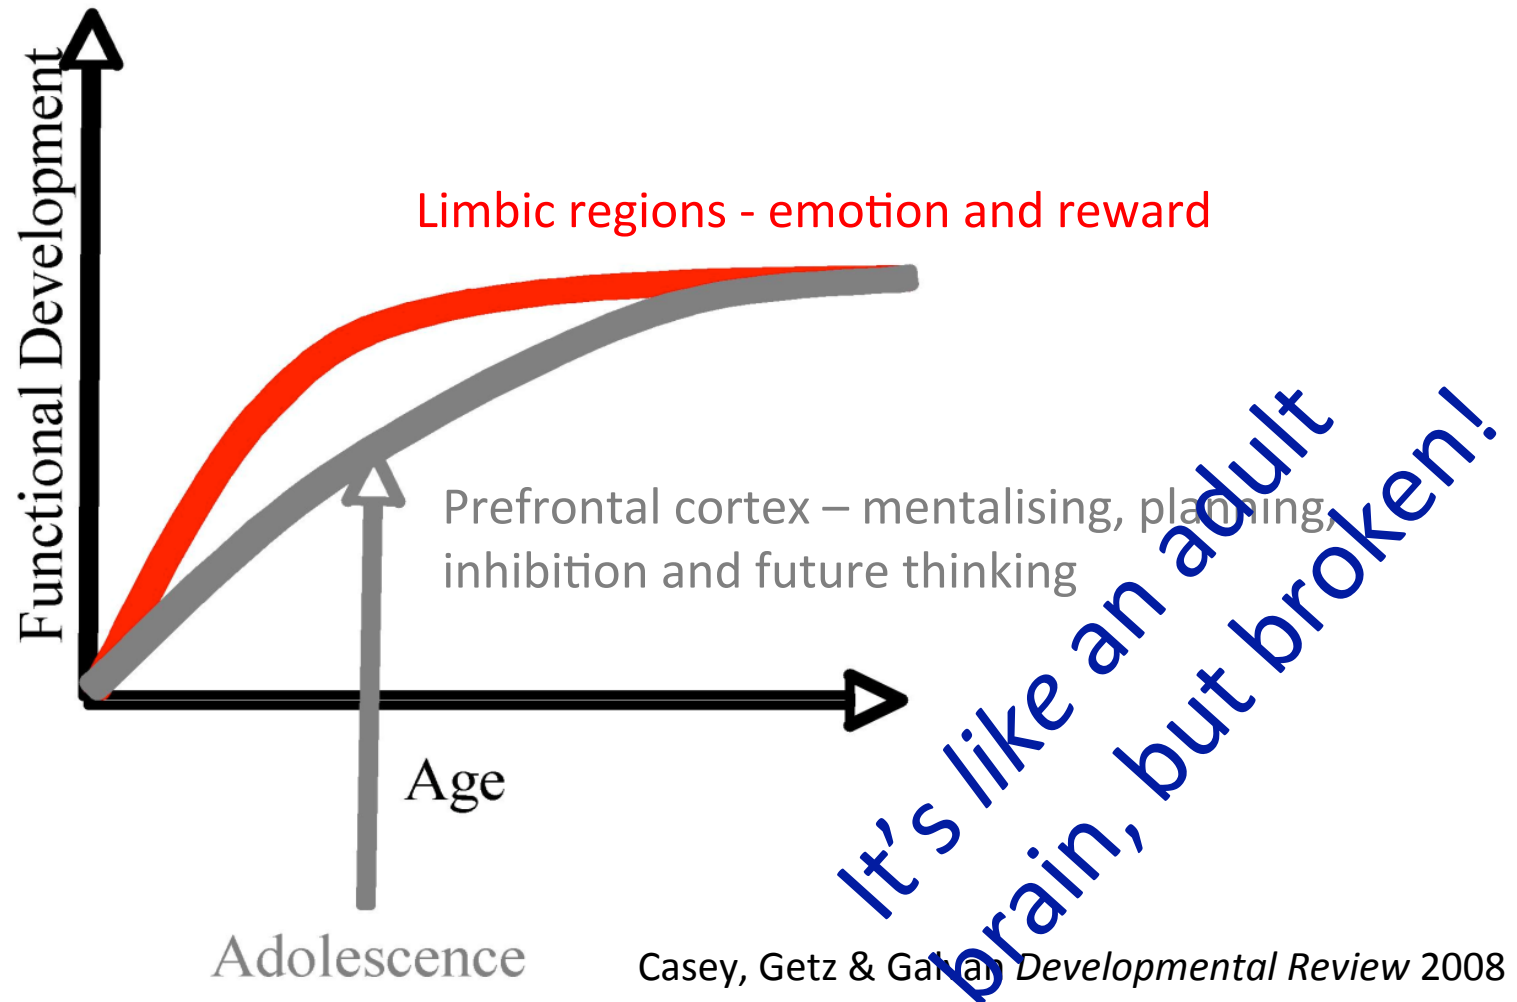 Functional Development
Limbic regions - emotion and reward
Prefrontal cortex – mentalising, planning,
inhibition and future thinking
Age
Adolescence
It's like an adult
brain, but broken!
Casey, Getz & Galvan Developmental Review 2008